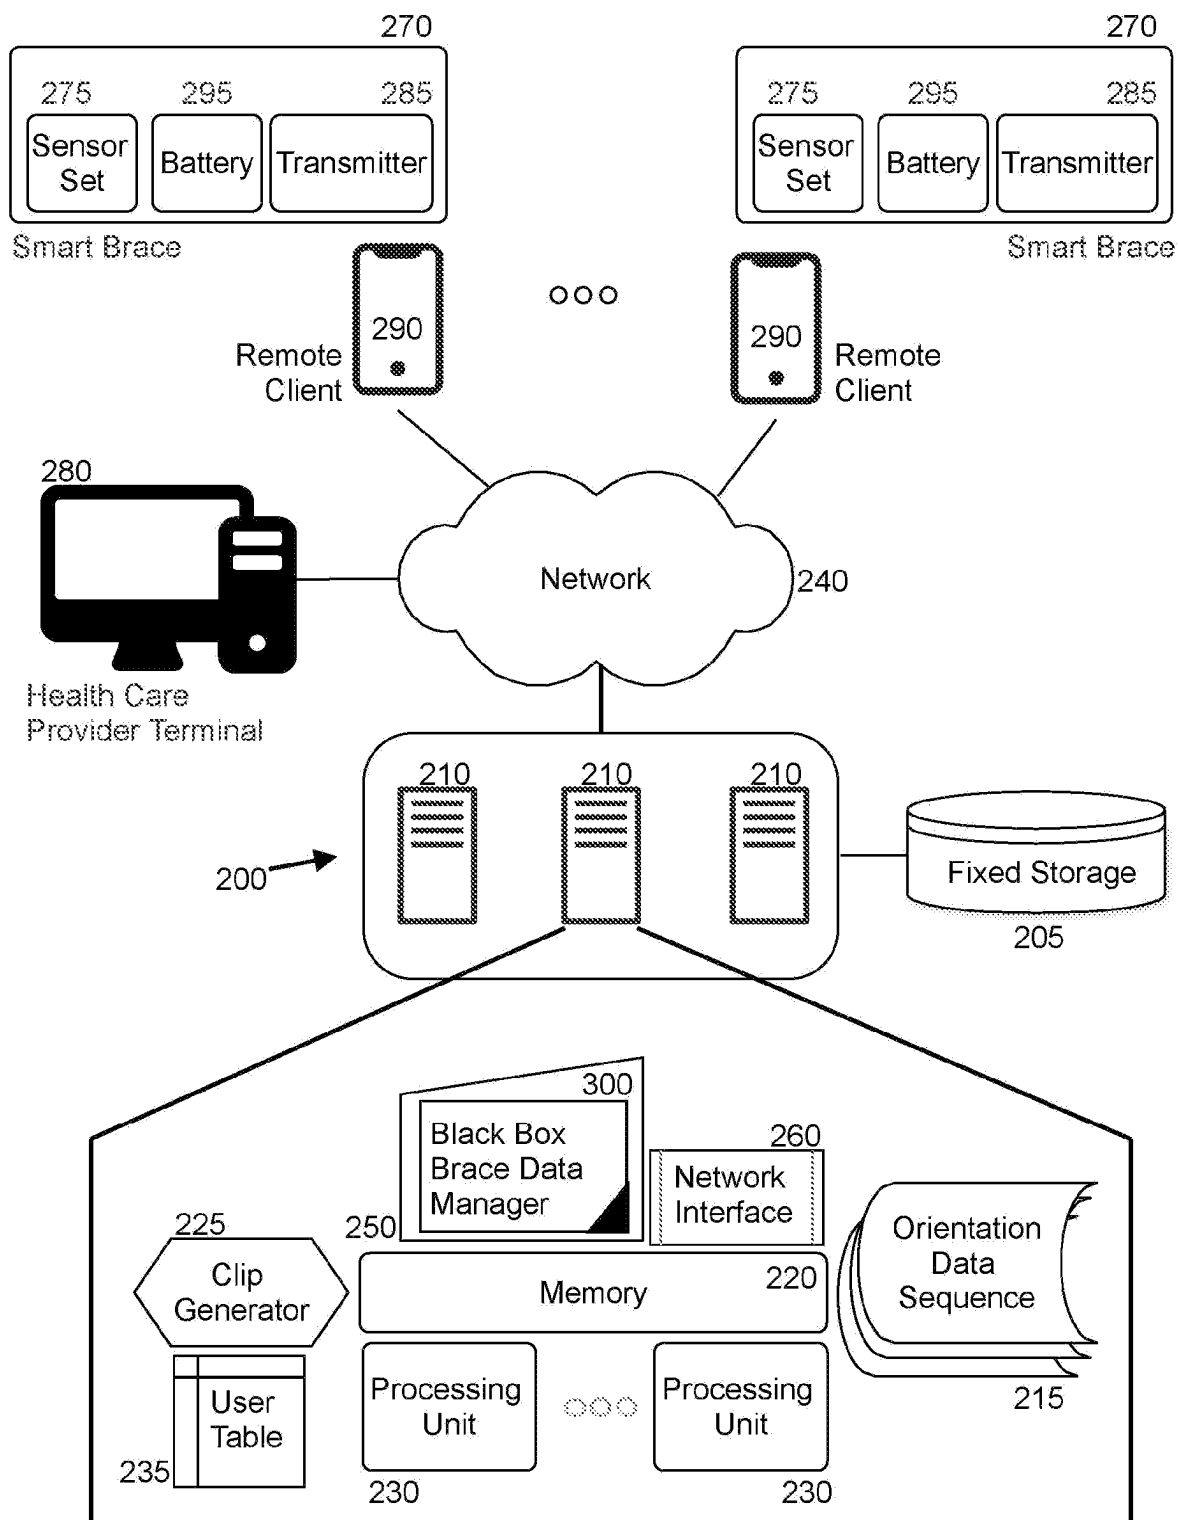 270
270
275 295 285
275 295 285
Sensor
Set
Battery
Transmitter
Sensor
Set
Battery
Transmitter
Smart Brace
Smart Brace
290
Remote
Client
290
Remote
Client
280
Network
240
Health Care
Provider Terminal
210
210
210
200
Fixed Storage
205
300
Black Box
Brace Data
Manager
260
Network
Interface
225
250
Clip
Generator
Memory
220
Orientation
Data
Sequence
215
User
Table
235
Processing
Unit
Processing
Unit
230
230